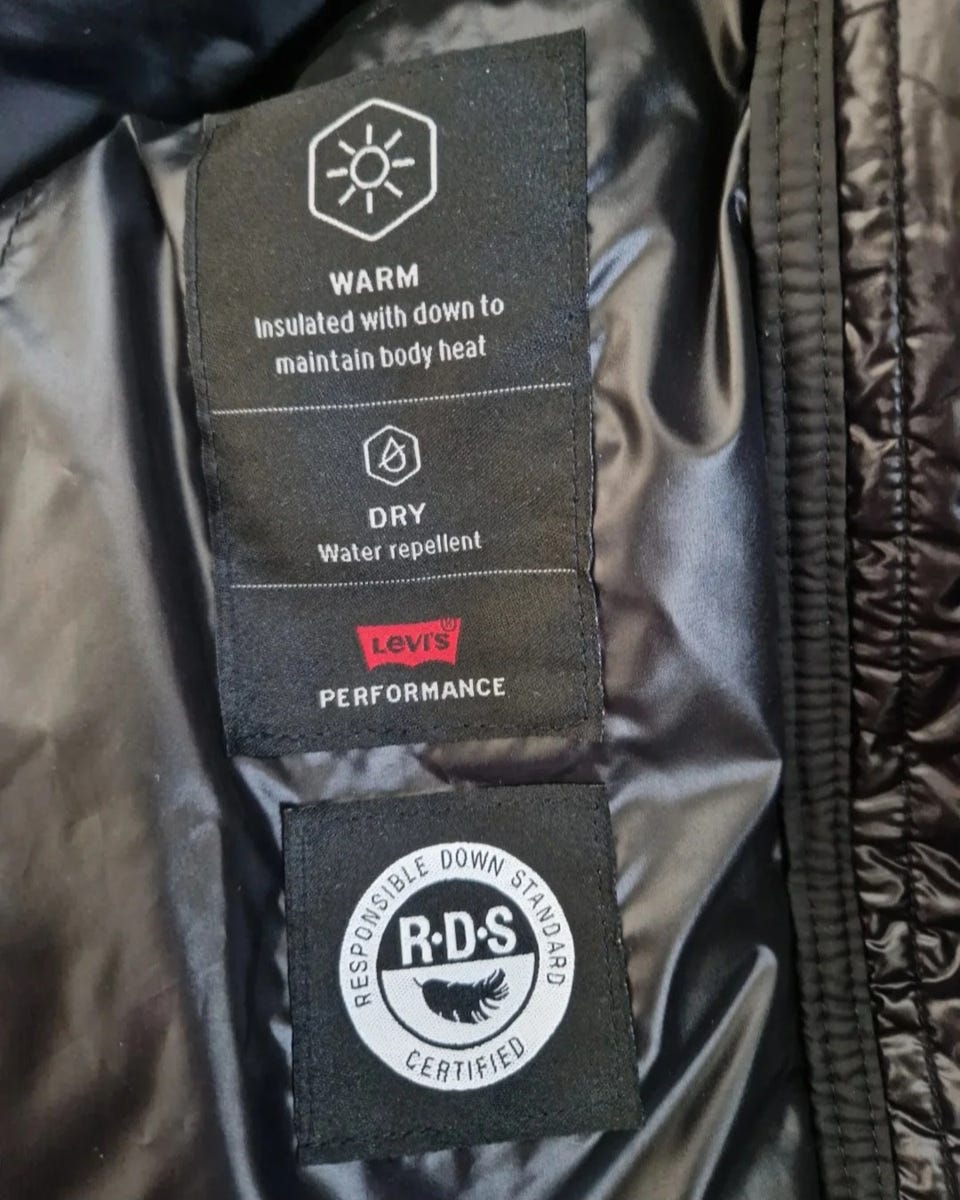 WARM
Insulated with down to
maintain body heat
DRY
Water repellent
Levi's®
PERFORMANCE
RESPONSIBLE DOWN STANDARD
R·D·S
CERTIFIED